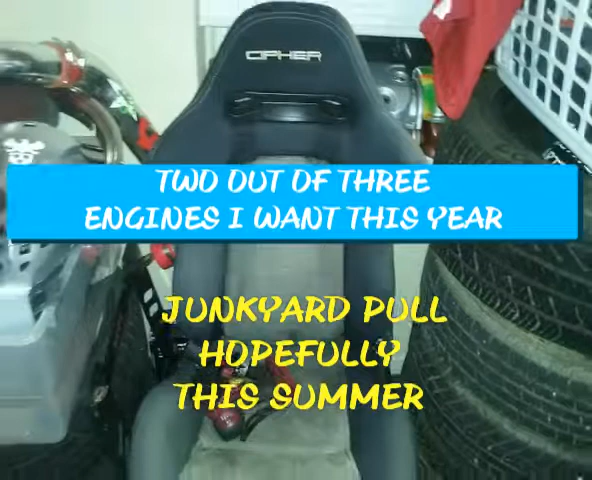 CIPHER
TWO OUT OF THREE
ENGINES I WANT THIS YEAR
JUNKYARD PULL
HOPEFULLY
THIS SUMMER